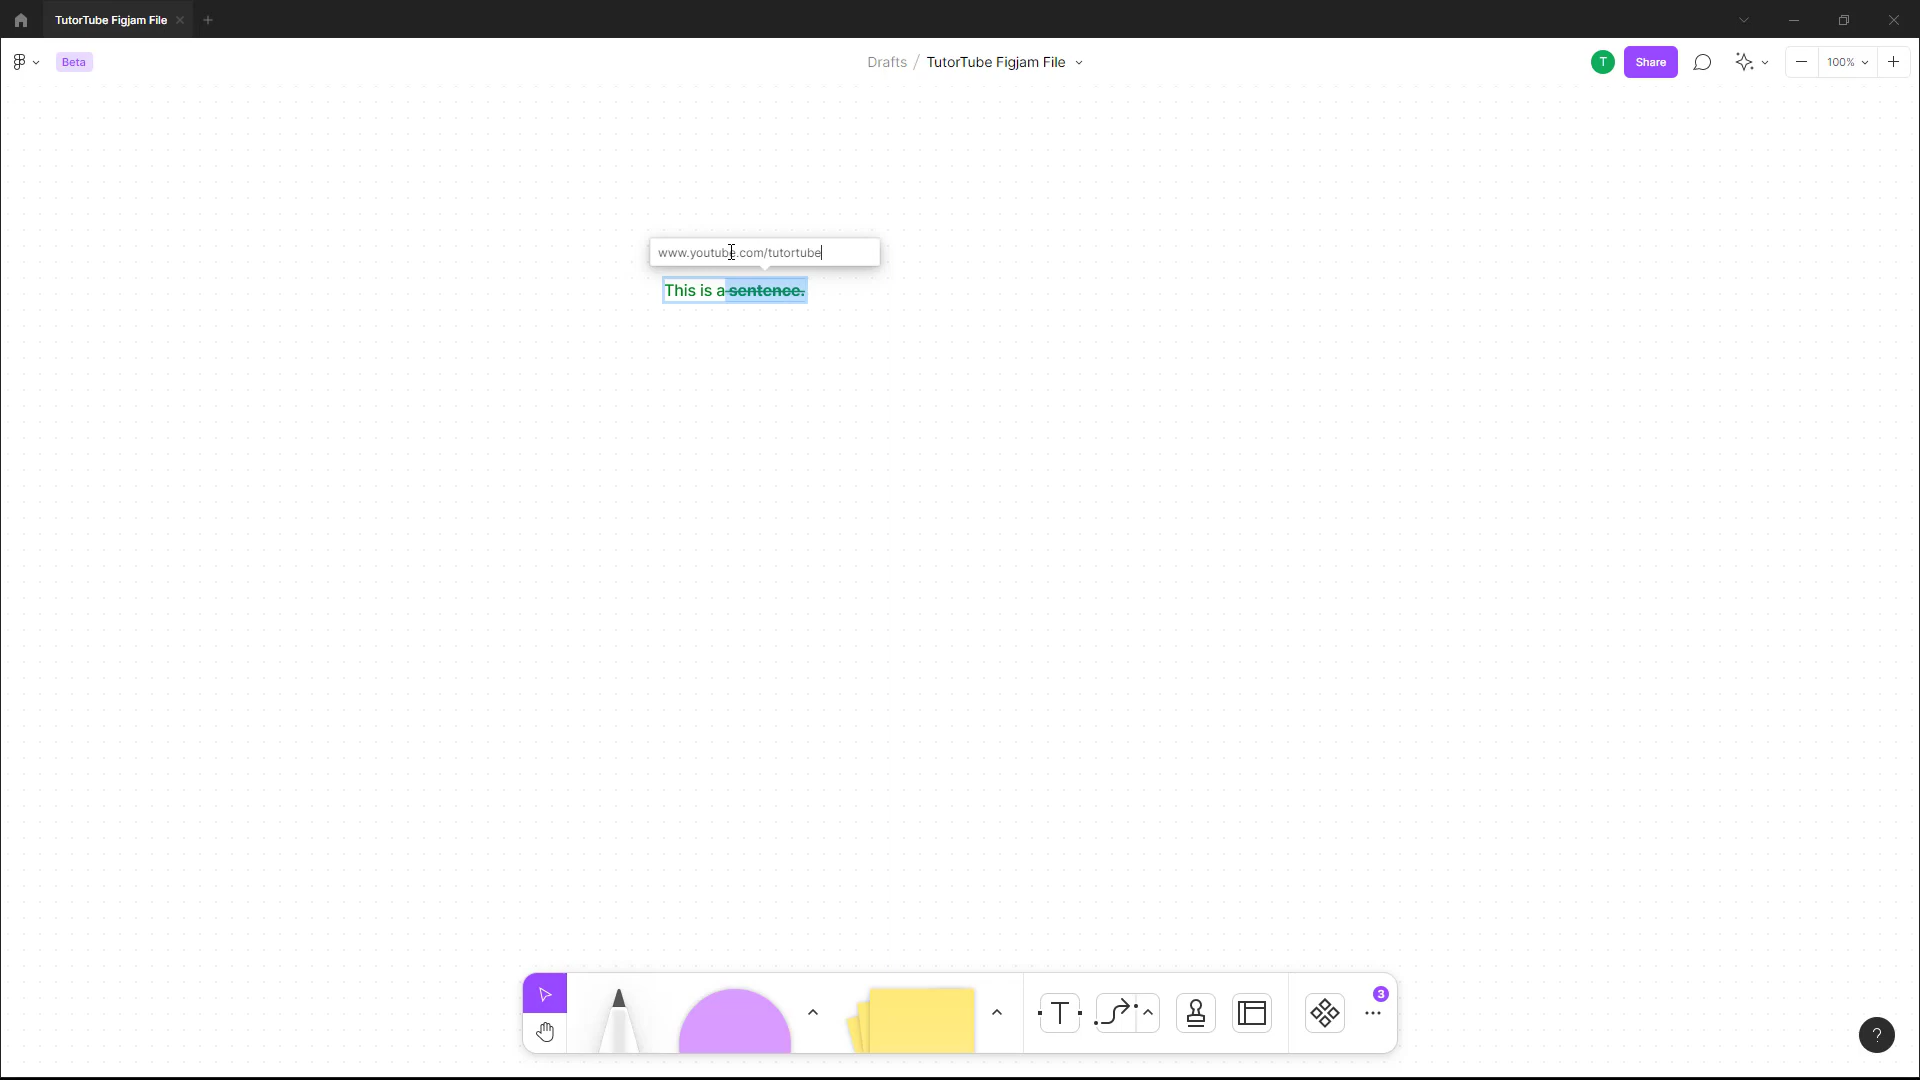 TutorTube Figjam File
Beta
Drafts / TutorTube Figjam File
T
Share
100%
www.youtube.com/tutortube
This is a sentence.
T
3
?